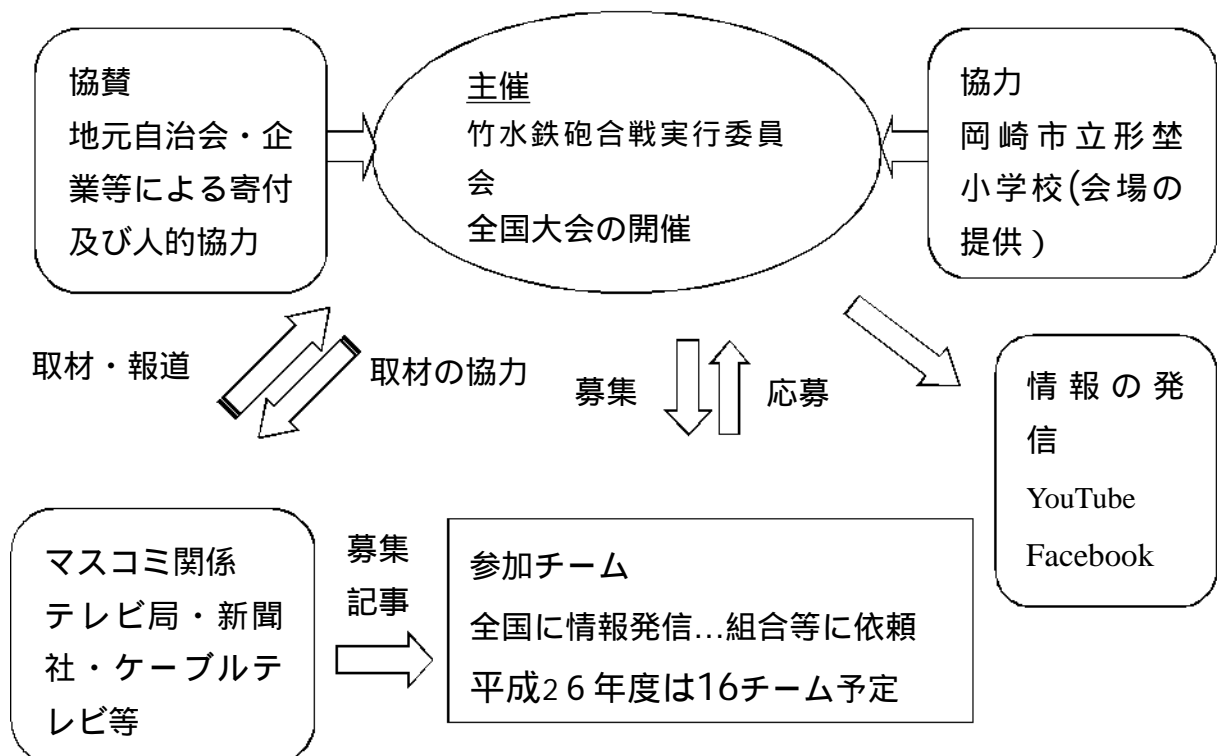 協賛
地元自治会・企
業等による寄付
及び人的協力
主催
竹水鉄砲合戦実行委員
会
全国大会の開催
協力
岡崎市立形埜
小学校(会場の
提供)
取材・報道
取材の協力
募集
応募
情報の発
信
YouTube
Facebook
マスコミ関係
テレビ局・新聞
社・ケーブルテ
レビ等
募集
記事
参加チーム
全国に情報発信…組合等に依頼
平成26年度は16チーム予定